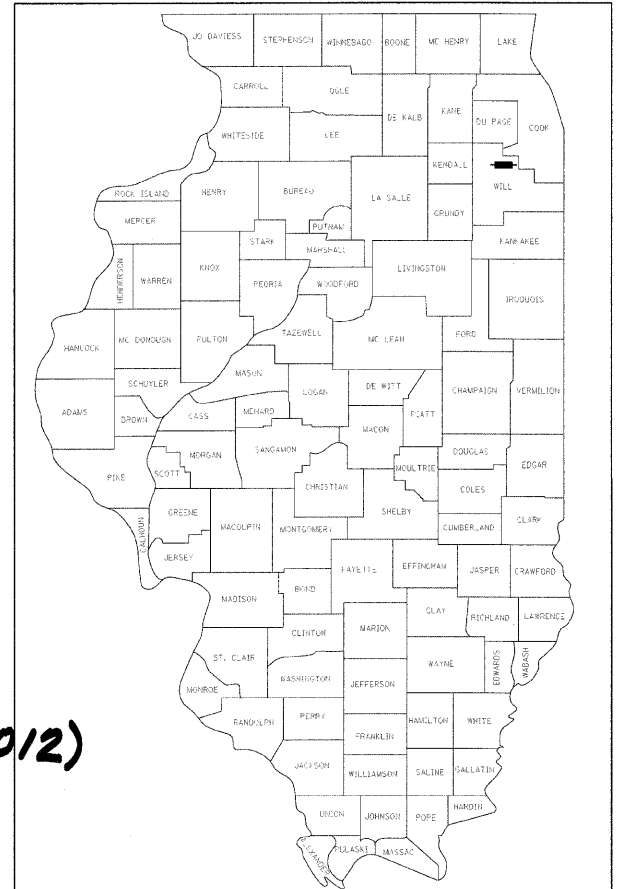 JO DAVIESS STEPHENSON WINNEBAGO BOONE MC HENRY LAKE
CARROLL OGLE DE KALB KANE DU PAGE COOK
WHITESIDE LEE
KENDALL WILL
ROCK ISLAND HENRY BUREAU LA SALLE GRUNDY
MERCER PUTNAM KANKAKEE
HENDERSON WARREN KNOX STARK MARSHALL LIVINGSTON
PEORIA WOODFORD IROQUOIS
HANCOCK MC DONOUGH FULTON TAZEWELL MC LEAN FORD
SCHUYLER MASON LOGAN DE WITT CHAMPAIGN VERMILION
ADAMS BROWN CASS MENARD MACON PIATT
PIKE SCOTT MORGAN SANGAMON CHRISTIAN MOULTRIE DOUGLAS EDGAR
COLES
CALHOUN GREENE MACOUPIN MONTGOMERY SHELBY CUMBERLAND CLARK
JERSEY FAYETTE EFFINGHAM JASPER CRAWFORD
MADISON BOND
CLINTON MARION CLAY RICHLAND LAWRENCE
ST. CLAIR WAYNE EDWARDS WABASH
MONROE WASHINGTON JEFFERSON
RANDOLPH PERRY HAMILTON WHITE
012) FRANKLIN
JACKSON WILLIAMSON SALINE GALLATIN
UNION JOHNSON POPE HARDIN
ALEXANDER PULASKI MASSAC